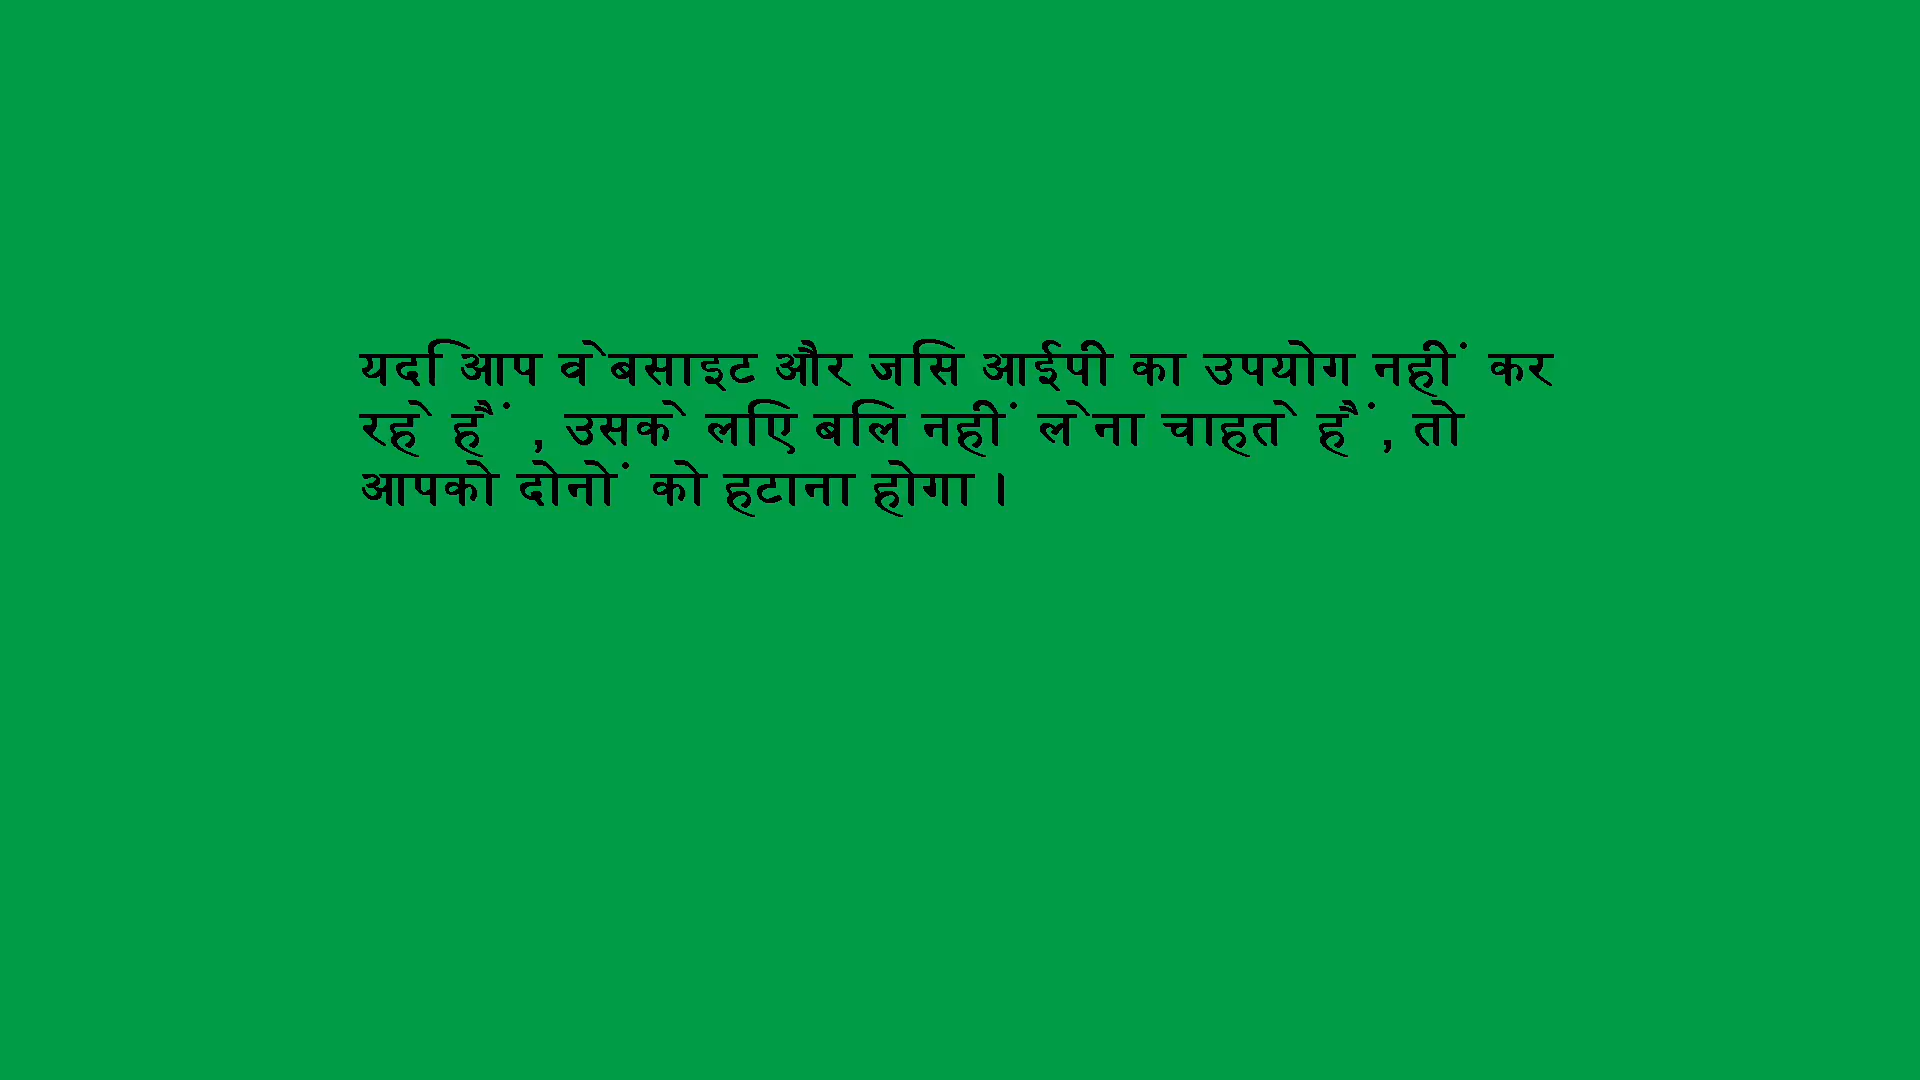 यदि आप वेबसाइट और जिस आईपी का उपयोग नहीं कर
रहे हैं , उसके लिए बिल नहीं लेना चाहते हैं, तो
आपको दोनों को हटाना होगा ।